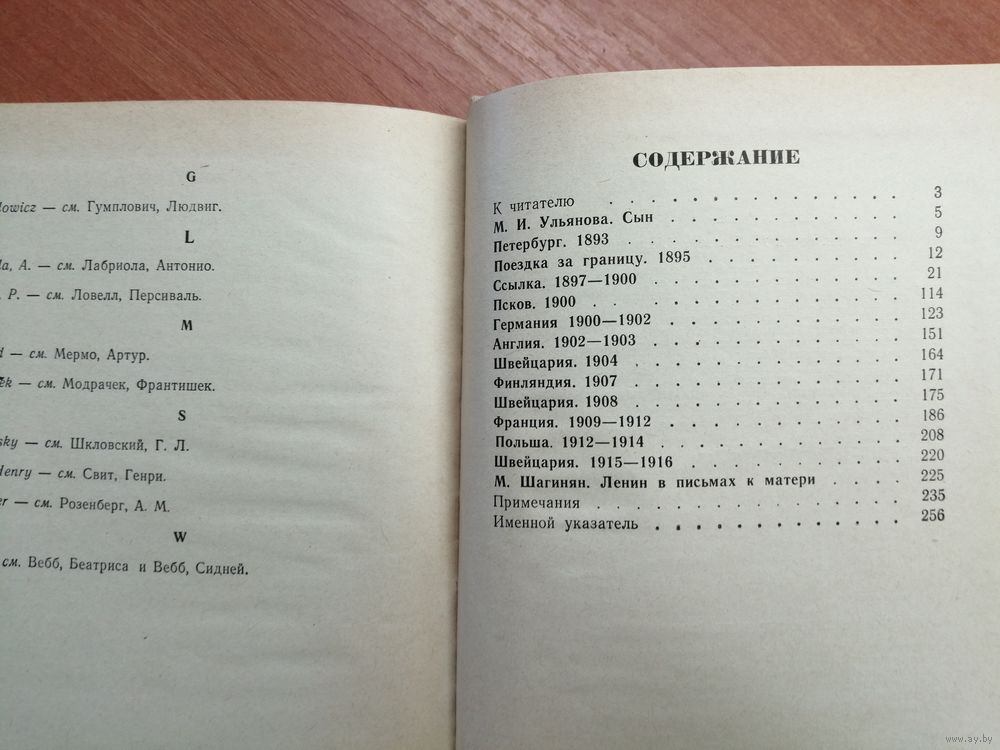 G
lowicz — см. Гумплович, Людвиг.
L
la, A. — см. Лабриола, Антонио.
P. — см. Ловелл, Персиваль.
M
d — см. Мермо, Артур.
ěk — см. Модрачек, Франтишек.
S
sky — см. Шкловский, Г. Л.
Henry — см. Свит, Генри.
er — см. Розенберг, А. М.
W
см. Вебб, Беатриса и Вебб, Сидней.
СОДЕРЖАНИЕ
К читателю . . . . . . . . . . . 3
М. И. Ульянова. Сын . . . . . . . . . 5
Петербург. 1893 . . . . . . . . . . . 9
Поездка за границу. 1895 . . . . . . . . 12
Ссылка. 1897—1900 . . . . . . . . . . 21
Псков. 1900 . . . . . . . . . . . . 114
Германия 1900—1902 . . . . . . . . . 123
Англия. 1902—1903 . . . . . . . . . . 151
Швейцария. 1904 . . . . . . . . . . . 164
Финляндия. 1907 . . . . . . . . . . . 171
Швейцария. 1908 . . . . . . . . . . . 175
Франция. 1909—1912 . . . . . . . . . 186
Польша. 1912—1914 . . . . . . . . . . 208
Швейцария. 1915—1916 . . . . . . . . 220
М. Шагинян. Ленин в письмах к матери . . . . 225
Примечания . . . . . . . . . . . . 235
Именной указатель . . . . . . . . . . 256
www.ay.by